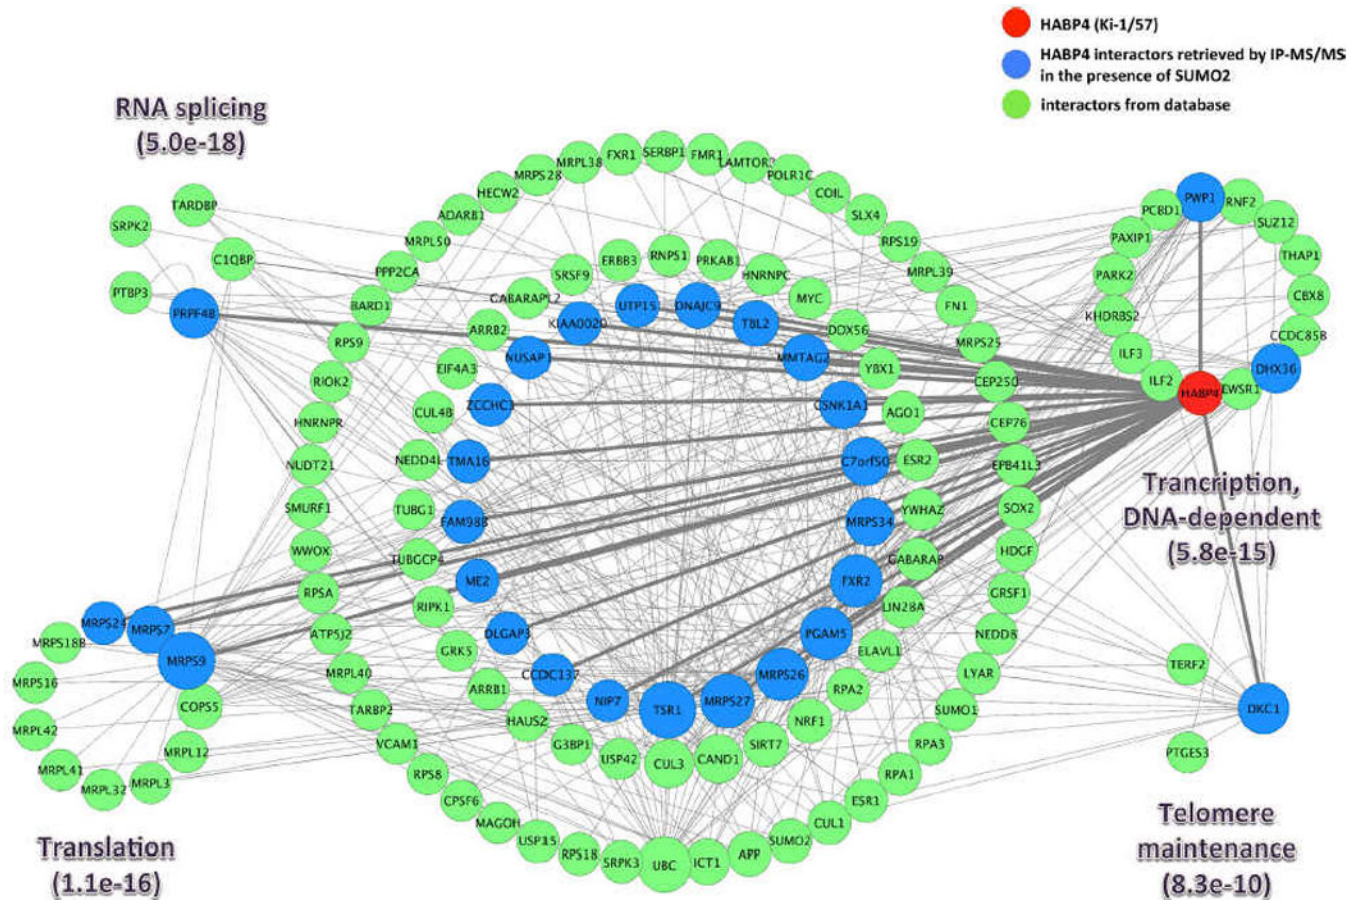 HABP4 (Ki-1/57)
HABP4 interactors retrieved by IP-MS/MS
in the presence of SUMO2
interactors from database
RNA splicing
(5.0e-18)
TARDBP
SRPK2
C1QBP
PTBP3
PRPF4B
MRPS28
MRPL38
FXR1
SERBP1
FMR1
POLR1C
COIL
SLX4
RPS19
MRPL39
FN1
MRPS25
CEP250
CEP76
EPB41L3
SOX2
HDGF
GRSF1
NEDD8
LYAR
SUMO1
RPA3
RPA1
ESR1
CUL1
SUMO2
APP
ICT1
UBC
SRPK3
RPS18
USP15
MAGOH
CPSF6
RPS8
VCAM1
TARBP2
MRPL40
ATP5J2
RPSA
WWOX
SMURF1
NUDT21
HNRNPR
RIOK2
RPS9
BARD1
PPP2CA
MRPL50
ADARB1
HECW2
SRSF9
ERBB3
RNPS1
PRKAB1
HNRNPC
MYC
DDX56
YBX1
AGO1
ESR2
YWHAZ
GABARAP
LIN28A
ELAVL1
RPA2
NRF1
SIRT7
CAND1
CUL3
USP42
G3BP1
HAUS2
ARRB1
GRK5
RIPK1
TUBGCP4
TUBG1
NEDD4L
CUL4B
EIF4A3
ARRB2
GABARAPL2
KIAA0020
UTP15
DNAJC9
TBL2
MMTAG2
CSNK1A1
C7orf50
MRPS34
FXR2
PGAM5
MRPS26
MRPS27
TSR1
NIP7
CCDC137
ME2
FAM98B
TMA16
NUSAP1
PWP1
PCBD1
RNF2
SUZ12
PAXIP1
THAP1
PARK2
CBX8
KHDRBS2
CCDC85B
ILF3
DHX36
ILF2
HABP4
EWSR1
Trancription,
DNA-dependent
(5.8e-15)
MRPS24
MRPS7
MRPS18B
MRPS9
MRPS16
COPS5
MRPL42
MRPL12
MRPL41
MRPL3
MRPL32
Translation
(1.1e-16)
TERF2
DKC1
PTGES3
Telomere
maintenance
(8.3e-10)